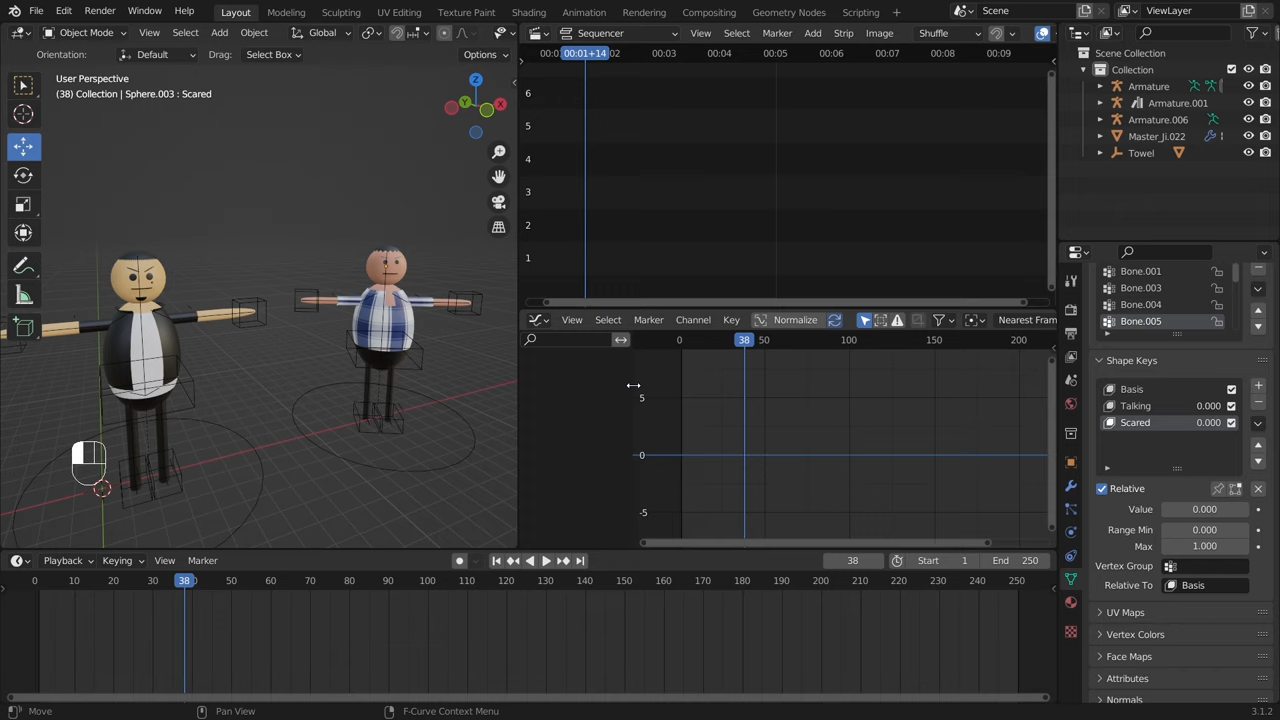 File Edit Render Window Help Layout Modeling Sculpting UV Editing Texture Paint Shading Animation Rendering Compositing Geometry Nodes Scripting + Scene ViewLayer
Object Mode View Select Add Object Global Sequencer View Select Marker Add Strip Image Shuffle
Orientation: Default Drag: Select Box Options
00:01+14 02 00:03 00:04 00:05 00:06 00:07 00:08 00:09
Scene Collection
Collection
Armature
Armature.001
Armature.006
Master_Ji.022
Towel
User Perspective
(38) Collection | Sphere.003 : Scared
Z
Y
X
6
5
4
3
2
1
View Select Marker Channel Key Normalize Nearest Fram
0 38 50 100 150 200
5
0
-5
Bone.001
Bone.003
Bone.004
Bone.005
Shape Keys
Basis
Talking 0.000
Scared 0.000
Relative
Value 0.000
Range Min 0.000
Max 1.000
Vertex Group
Relative To Basis
UV Maps
Vertex Colors
Face Maps
Attributes
Normals
Playback Keying View Marker 38 Start 1 End 250
0 10 20 30 38 50 60 70 80 90 100 110 120 130 140 150 160 170 180 190 200 210 220 230 240 250
Move Pan View F-Curve Context Menu 3.1.2